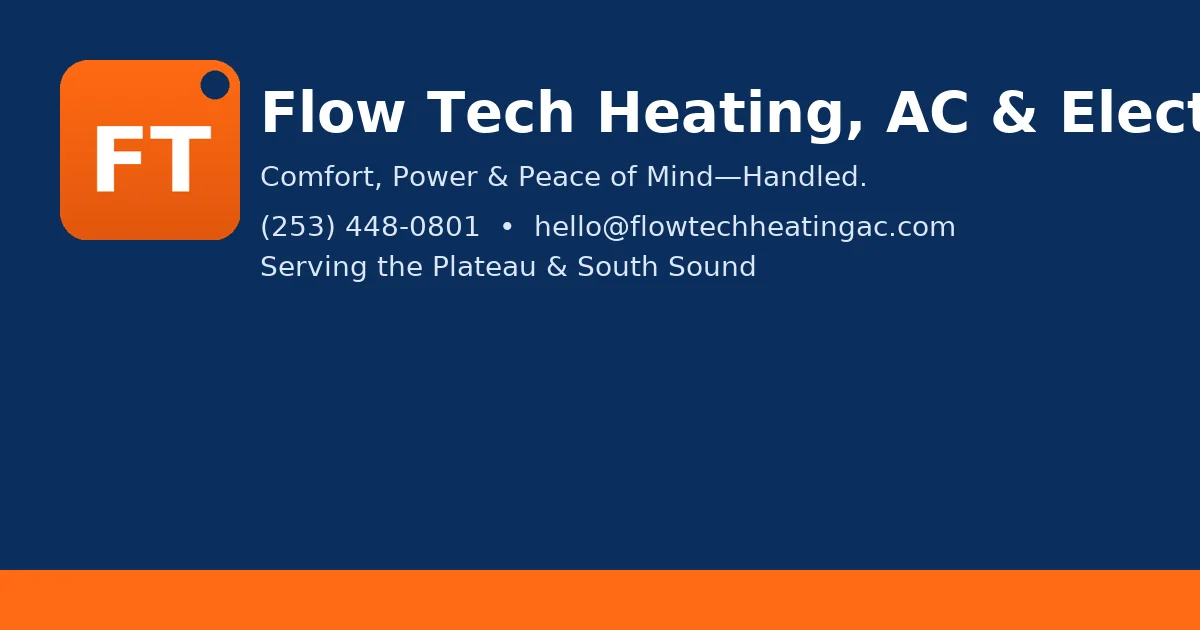 FT
Flow Tech Heating, AC & Elect
Comfort, Power & Peace of Mind—Handled.
(253) 448-0801 • hello@flowtechheatingac.com
Serving the Plateau & South Sound